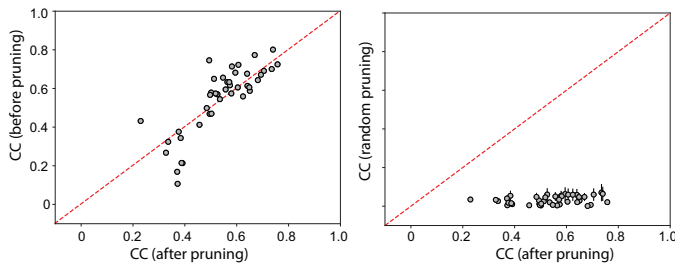 1.0
0.8
0.6
0.4
0.2
0
CC (before pruning)
0 0.2 0.4 0.6 0.8 1.0
CC (after pruning)
CC (random pruning)
0 0.2 0.4 0.6 0.8 1.0
CC (after pruning)